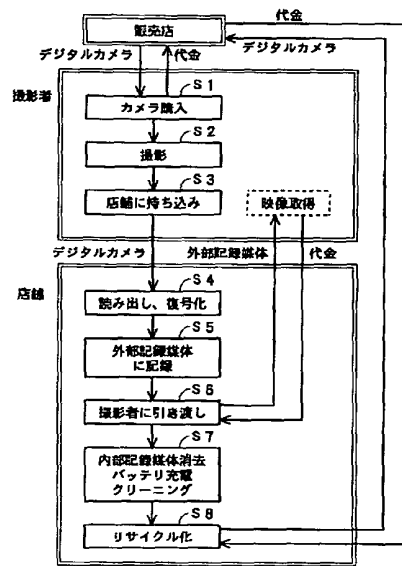 代金
販売店
デジタルカメラ
代金
デジタルカメラ
撮影者
S1
カメラ購入
S2
撮影
S3
店舗に持ち込み
映像取得
デジタルカメラ
外部記録媒体
代金
店舗
S4
読み出し、復号化
S5
外部記録媒体
に記録
S6
撮影者に引き渡し
S7
内部記録媒体消去
バッテリ充電
クリーニング
S8
リサイクル化